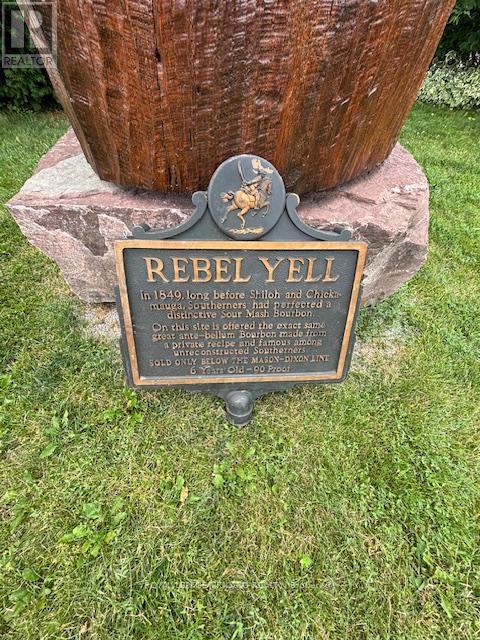 REALTOR
REBEL YELL
in 1849, long before Shiloh and Chicka-
mauga, Southerners had perfected a
distinctive Sour Mash Bourbon.
On this site is offered the exact same
great ante-bellum Bourbon made from
a private recipe and famous among
unreconstructed Southerners.
SOLD ONLY BELOW THE MASON-DIXON LINE
6 Years Old - 90 Proof